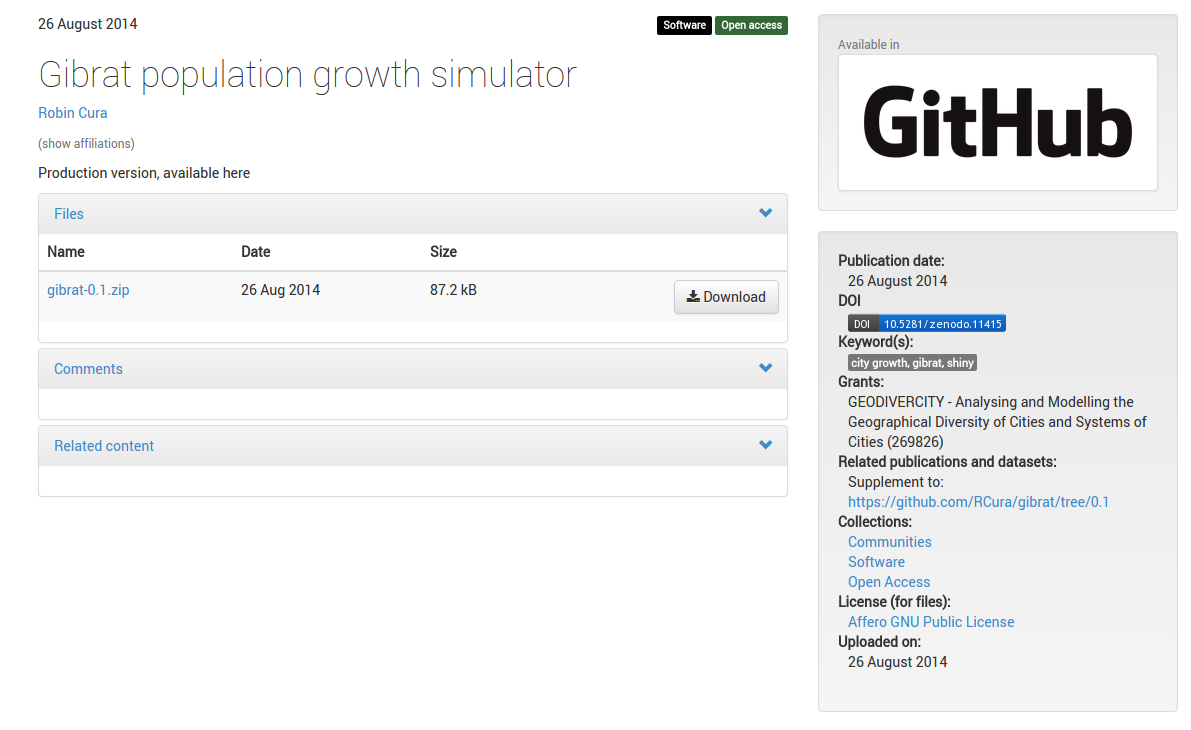 26 August 2014
Software
Open access
Gibrat population growth simulator
Robin Cura
(show affiliations)
Production version, available here
Files
Name Date Size
gibrat-0.1.zip 26 Aug 2014 87.2 kB Download
Comments
Related content
Available in
GitHub
Publication date:
26 August 2014
DOI
DOI 10.5281/zenodo.11415
Keyword(s):
city growth, gibrat, shiny
Grants:
GEODIVERCITY - Analysing and Modelling the
Geographical Diversity of Cities and Systems of
Cities (269826)
Related publications and datasets:
Supplement to:
https://github.com/RCura/gibrat/tree/0.1
Collections:
Communities
Software
Open Access
License (for files):
Affero GNU Public License
Uploaded on:
26 August 2014